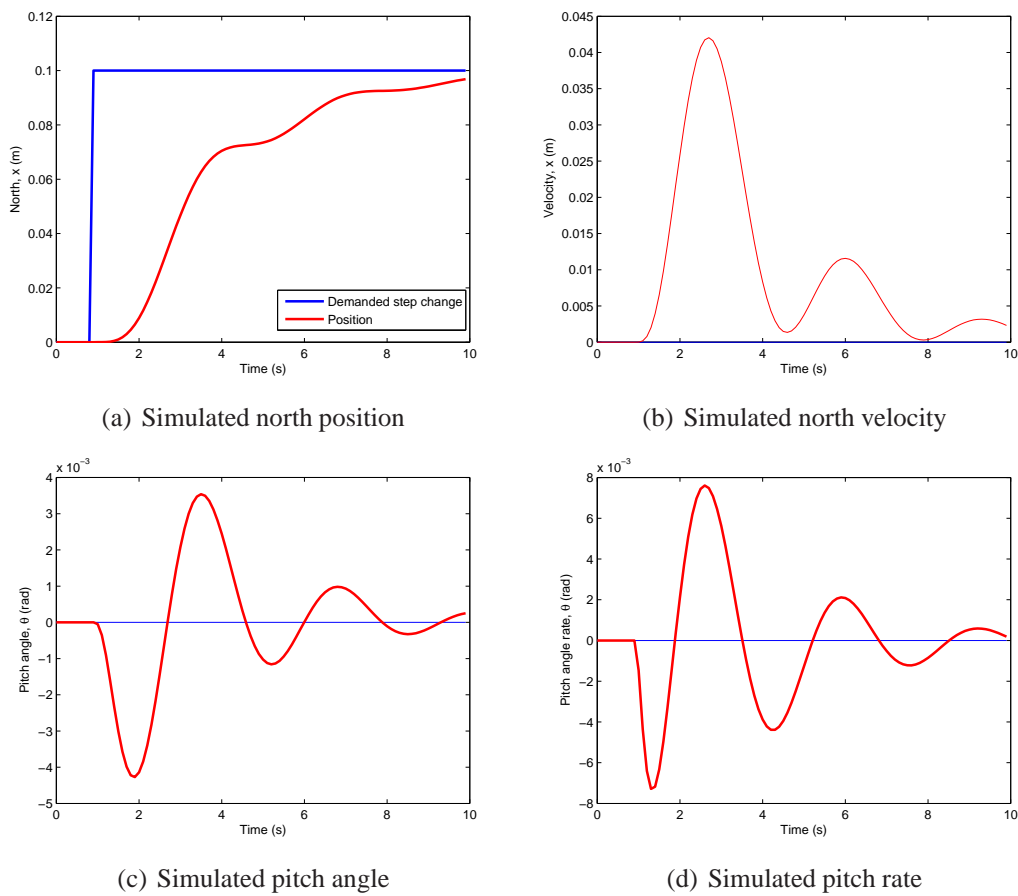 0.12
0.1
0.08
0.06
0.04
0.02
0
0 2 4 6 8 10
North, x (m)
Time (s)
Demanded step change
Position
(a) Simulated north position
0.045
0.04
0.035
0.03
0.025
0.02
0.015
0.01
0.005
0
0 2 4 6 8 10
Velocity, x (m)
Time (s)
(b) Simulated north velocity
x 10⁻³
4
3
2
1
0
−1
−2
−3
−4
−5
0 2 4 6 8 10
Pitch angle, θ (rad)
Time (s)
(c) Simulated pitch angle
x 10⁻³
8
6
4
2
0
−2
−4
−6
−8
0 2 4 6 8 10
Pitch angle rate, θ (rad)
Time (s)
(d) Simulated pitch rate